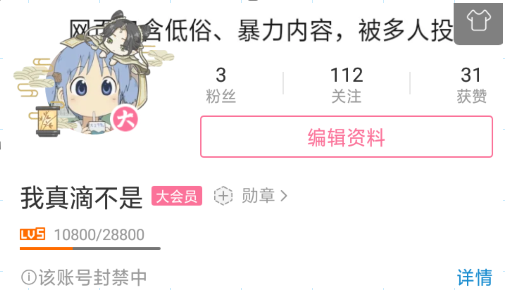 网页包含低俗、暴力内容，被多人投
3
粉丝
112
关注
31
获赞
大
编辑资料
我真滴不是 大会员 勋章
LV5 10800/28800
该账号封禁中 详情